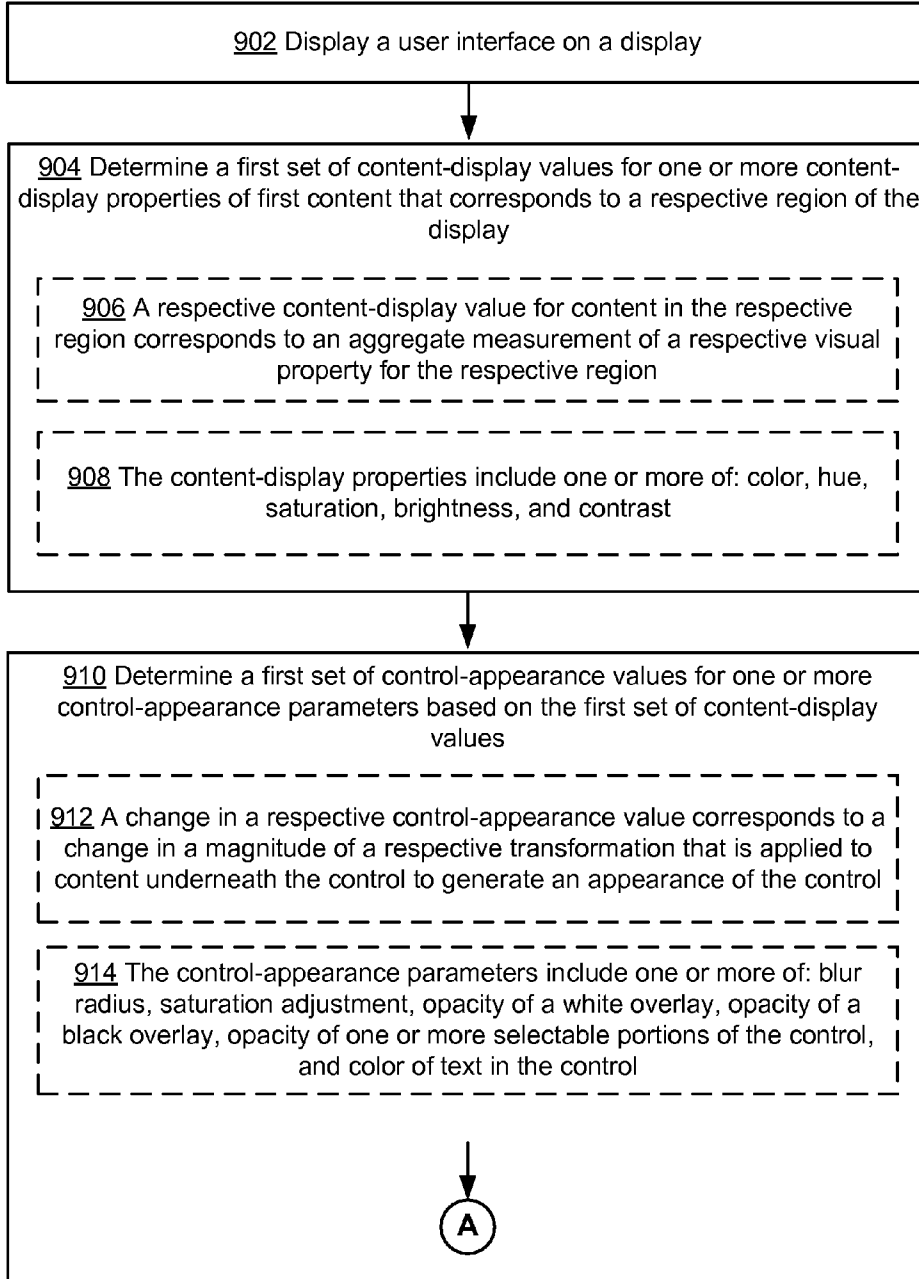 902 Display a user interface on a display
904 Determine a first set of content-display values for one or more content-
display properties of first content that corresponds to a respective region of the
display
906 A respective content-display value for content in the respective
region corresponds to an aggregate measurement of a respective visual
property for the respective region
908 The content-display properties include one or more of: color, hue,
saturation, brightness, and contrast
910 Determine a first set of control-appearance values for one or more
control-appearance parameters based on the first set of content-display
values
912 A change in a respective control-appearance value corresponds to a
change in a magnitude of a respective transformation that is applied to
content underneath the control to generate an appearance of the control
914 The control-appearance parameters include one or more of: blur
radius, saturation adjustment, opacity of a white overlay, opacity of a
black overlay, opacity of one or more selectable portions of the control,
and color of text in the control
A